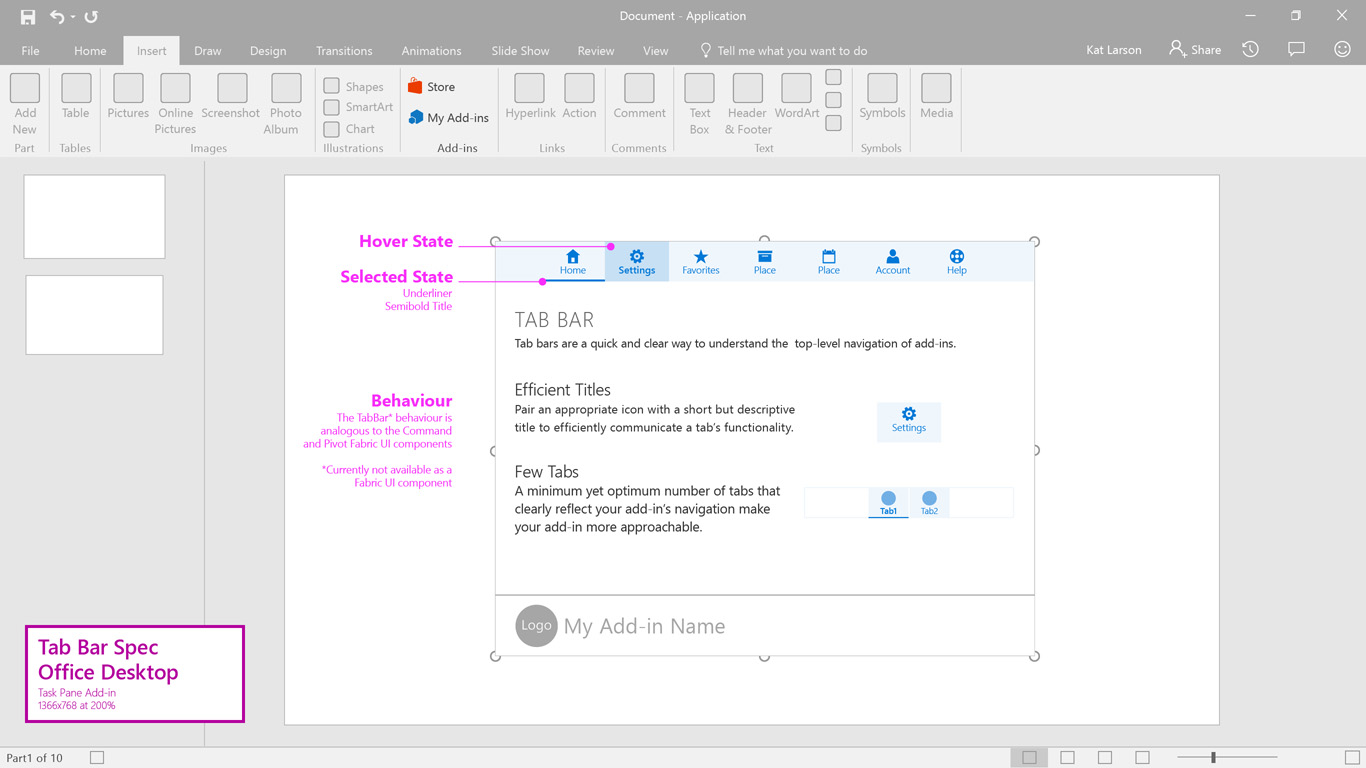 Document - Application
File Home Insert Draw Design Transitions Animations Slide Show Review View Tell me what you want to do Kat Larson Share
Add New
Table
Pictures
Online Pictures
Screenshot
Photo Album
Shapes
SmartArt
Chart
Store
My Add-ins
Hyperlink
Action
Comment
Text Box
Header & Footer
WordArt
Symbols
Media
Part Tables Images Illustrations Add-ins Links Comments Text Symbols
Hover State
Selected State
Underliner
Semibold Title
Home Settings Favorites Place Place Account Help
TAB BAR
Tab bars are a quick and clear way to understand the top-level navigation of add-ins.
Behaviour
The TabBar* behaviour is
analogous to the Command
and Pivot Fabric UI components
*Currently not available as a
Fabric UI component
Efficient Titles
Pair an appropriate icon with a short but descriptive
title to efficiently communicate a tab's functionality.
Settings
Few Tabs
A minimum yet optimum number of tabs that
clearly reflect your add-in's navigation make
your add-in more approachable.
Tab1 Tab2
Logo My Add-in Name
Tab Bar Spec
Office Desktop
Task Pane Add-in
1366x768 at 200%
Part1 of 10